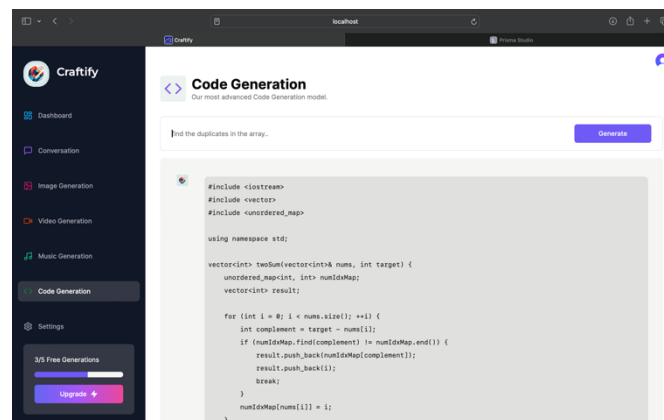 localhost
Craftify
Prisma Studio
Craftify
Dashboard
Conversation
Image Generation
Video Generation
Music Generation
Code Generation
Settings
3/5 Free Generations
Upgrade
Code Generation
Our most advanced Code Generation model.
find the duplicates in the array..
Generate
#include <iostream>
#include <vector>
#include <unordered_map>
using namespace std;
vector<int> twoSum(vector<int>& nums, int target) {
    unordered_map<int, int> numIdxMap;
    vector<int> result;
    for (int i = 0; i < nums.size(); ++i) {
        int complement = target - nums[i];
        if (numIdxMap.find(complement) != numIdxMap.end()) {
            result.push_back(numIdxMap[complement]);
            result.push_back(i);
            break;
        }
        numIdxMap[nums[i]] = i;
    }